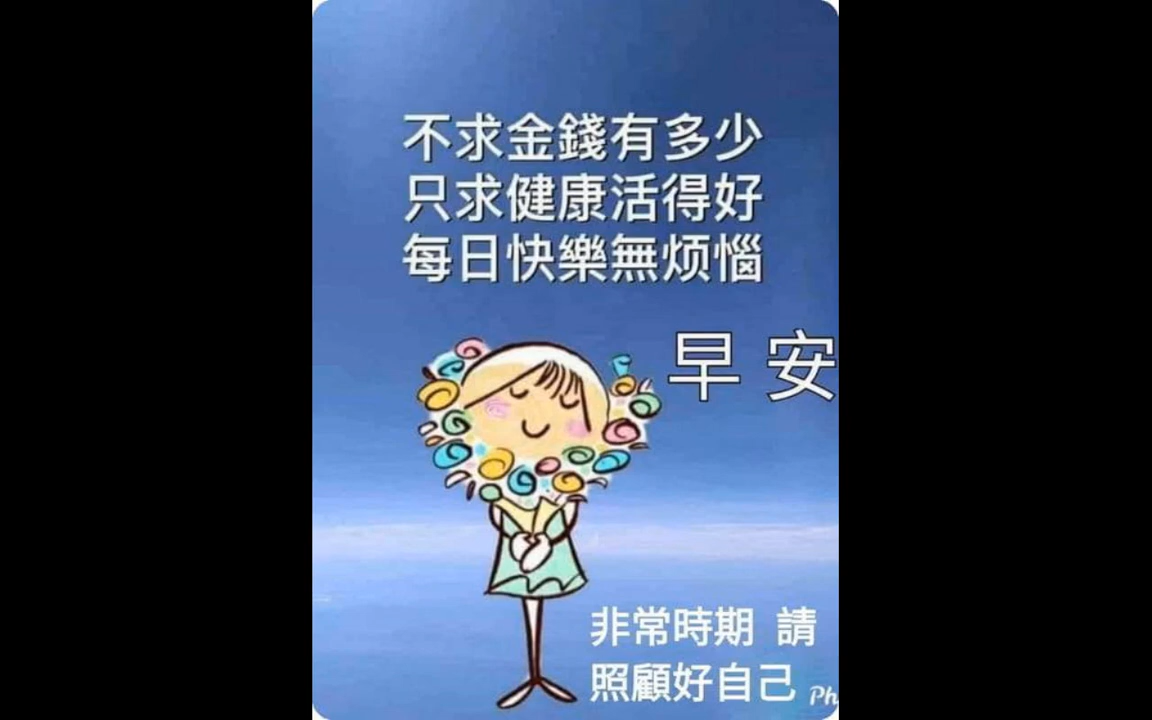 不求金錢有多少
只求健康活得好
每日快樂無烦惱
早安
非常時期 請
照顧好自己
Ph